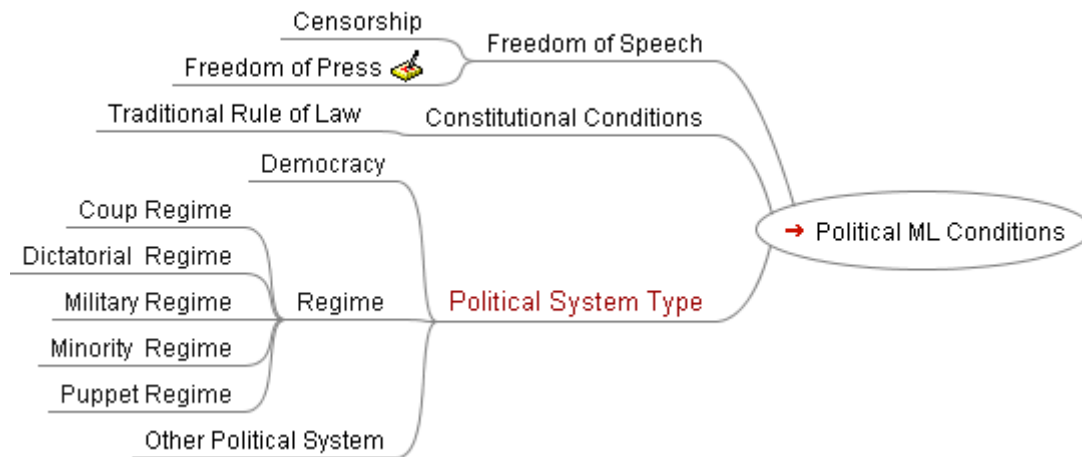 Censorship
Freedom of Speech
Freedom of Press
Traditional Rule of Law
Constitutional Conditions
Democracy
Coup Regime
Political ML Conditions
Dictatorial Regime
Military Regime
Regime
Political System Type
Minority Regime
Puppet Regime
Other Political System